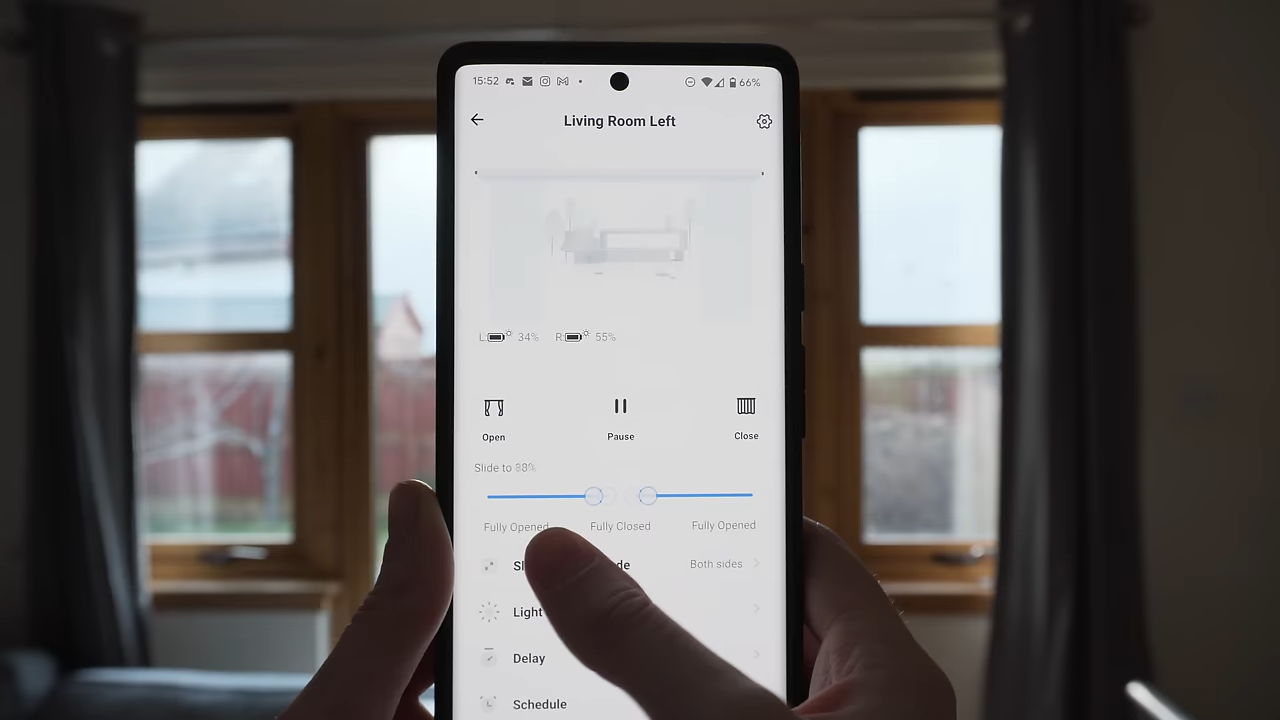 15:52 66%
Living Room Left
L: 34% R: 55%
Open Pause Close
Slide to 88%
Fully Opened Fully Closed Fully Opened
Both sides
Light
Delay
Schedule